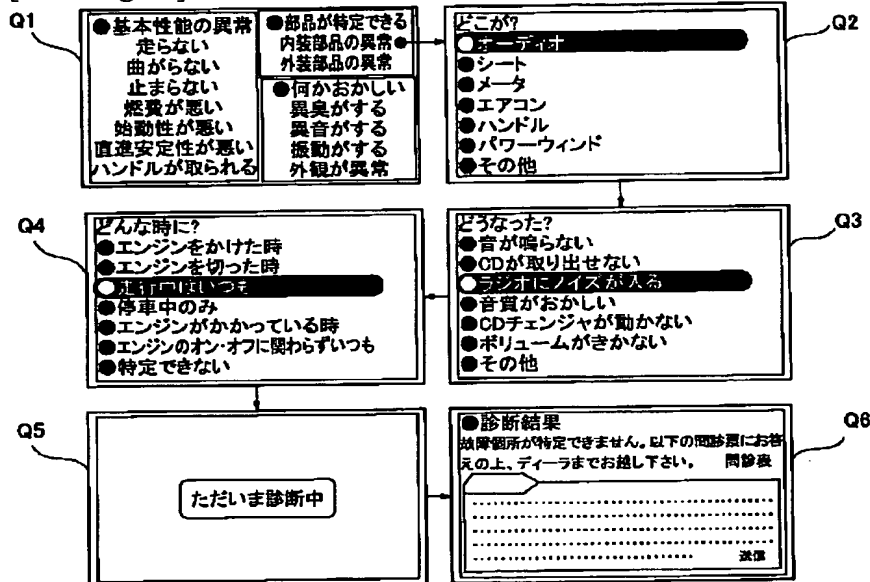 Q1
●基本性能の異常
走らない
曲がらない
止まらない
燃費が悪い
始動性が悪い
直進安定性が悪い
ハンドルが取られる
●部品が特定できる
内装部品の異常●
外装部品の異常
●何かおかしい
異臭がする
異音がする
振動がする
外観が異常
Q2
どこが?
○オーディオ
●シート
●メータ
●エアコン
●ハンドル
●パワーウィンド
●その他
Q3
どうなった?
●音が鳴らない
●CDが取り出せない
○ラジオにノイズが入る
●音質がおかしい
●CDチェンジャが動かない
●ボリュームがきかない
●その他
Q4
どんな時に?
●エンジンをかけた時
●エンジンを切った時
○走行中はいつも
●停車中のみ
●エンジンがかかっている時
●エンジンのオン・オフに関わらずいつも
●特定できない
Q5
ただいま診断中
Q6
●診断結果
故障個所が特定できません。以下の問診票にお答
えの上、ディーラまでお越し下さい。 問診表
送信